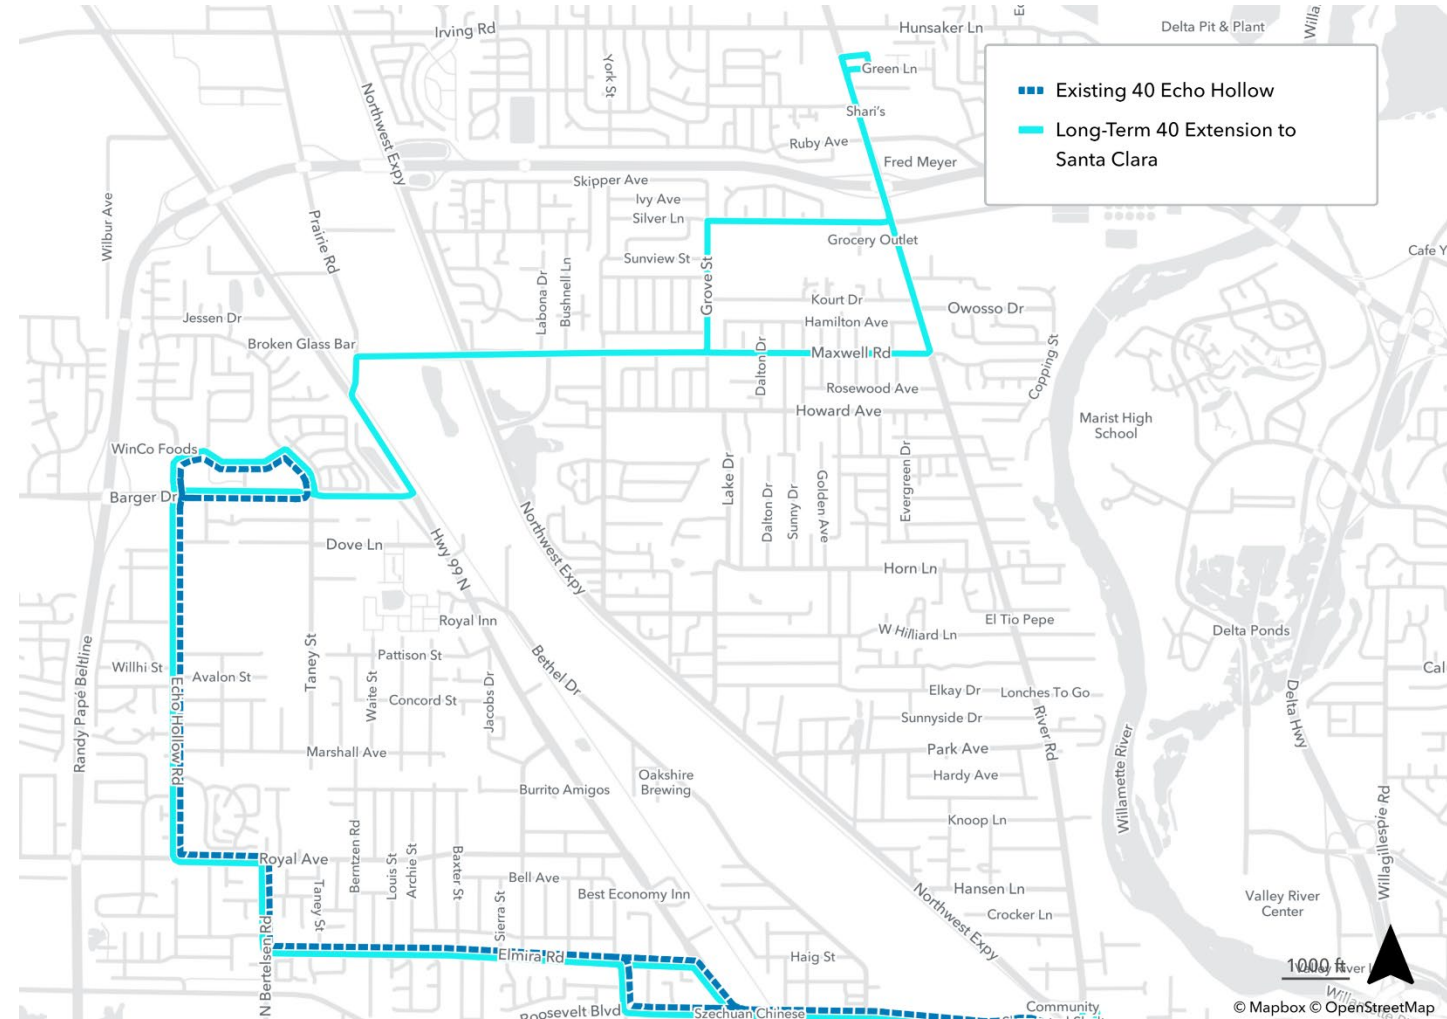 Irving Rd
Hunsaker Ln
Delta Pit & Plant
York St
Green Ln
Northwest Expy
Shari's
Ruby Ave
Fred Meyer
Existing 40 Echo Hollow
Long-Term 40 Extension to
Santa Clara
Skipper Ave
Ivy Ave
Silver Ln
Wilbur Ave
Prairie Rd
Grocery Outlet
Sunview St
Cafe Y
Labona Dr
Bushnell Ln
Grove St
Kourt Dr
Owosso Dr
Jessen Dr
Hamilton Ave
Broken Glass Bar
Maxwell Rd
Dalton Dr
Copping St
Rosewood Ave
Howard Ave
Marist High
School
WinCo Foods
Lake Dr
Evergreen Dr
Barger Dr
Dalton Dr
Sunny Dr
Golden Ave
Dove Ln
Hwy 99 N
Northwest Expy
Horn Ln
Royal Inn
El Tio Pepe
W Hilliard Ln
Delta Ponds
Randy Papé Beltline
Willhi St
Avalon St
Taney St
Pattison St
Bethel Dr
Waite St
Concord St
Jacobs Dr
Elkay Dr
Lonches To Go
Echo Hollow Rd
Sunnyside Dr
River Rd
Delta Hwy
Marshall Ave
Park Ave
Hardy Ave
Willamette River
Oakshire
Brewing
Burrito Amigos
Knoop Ln
Willagillespie Rd
Royal Ave
Berntzen Rd
Louis St
Archie St
Baxter St
Taney St
Bell Ave
Best Economy Inn
Hansen Ln
Valley River
Center
Northwest Expy
Crocker Ln
Sierra St
N Bertelsen Rd
Elmira Rd
Haig St
1000 ft
Roosevelt Blvd
Szechuan Chinese
Community
© Mapbox © OpenStreetMap